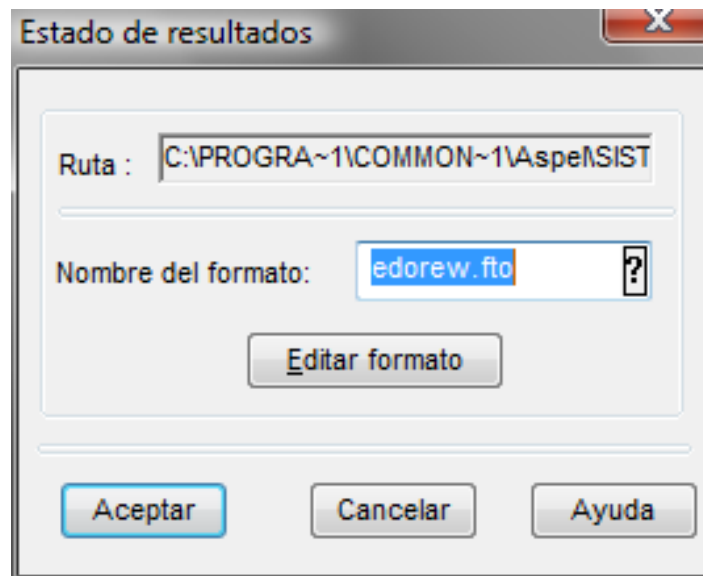 Estado de resultados
X
Ruta : C:\PROGRA~1\COMMON~1\Aspel\SIST
Nombre del formato: edorew.fto ?
Editar formato
Aceptar Cancelar Ayuda